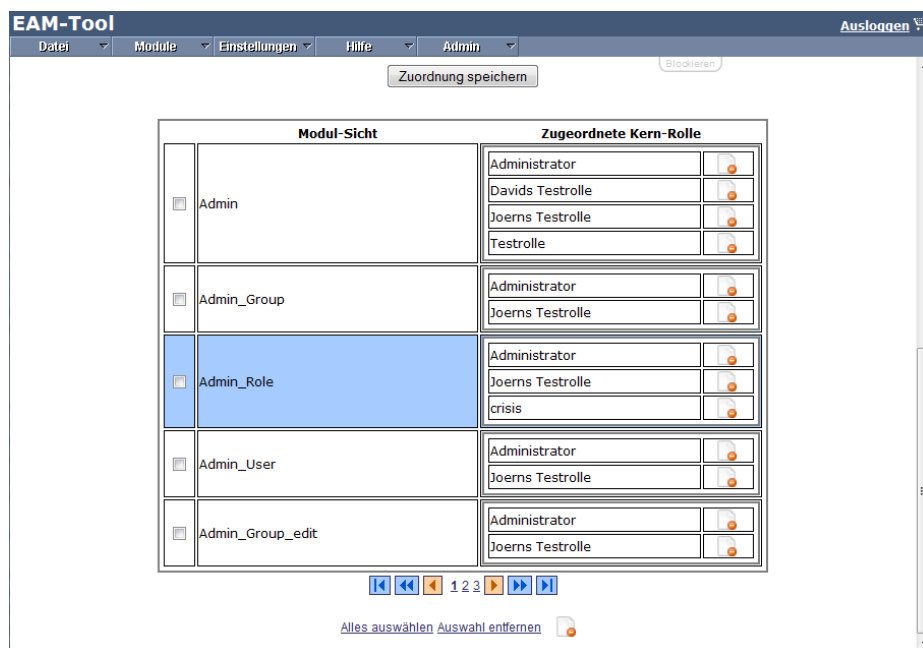 EAM-Tool
Ausloggen
Datei Module Einstellungen Hilfe Admin
Blockieren
Zuordnung speichern
Modul-Sicht Zugeordnete Kern-Rolle
Admin
Administrator
Davids Testrolle
Joerns Testrolle
Testrolle
Admin_Group
Administrator
Joerns Testrolle
Admin_Role
Administrator
Joerns Testrolle
crisis
Admin_User
Administrator
Joerns Testrolle
Admin_Group_edit
Administrator
Joerns Testrolle
1 2 3
Alles auswählen Auswahl entfernen